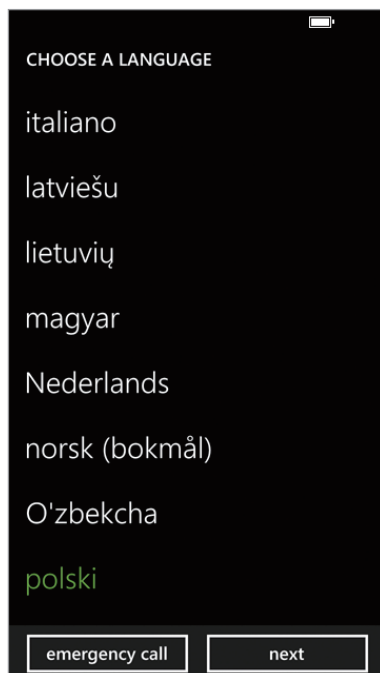 CHOOSE A LANGUAGE
italiano
latviešu
lietuvių
magyar
Nederlands
norsk (bokmål)
O'zbekcha
polski
emergency call next